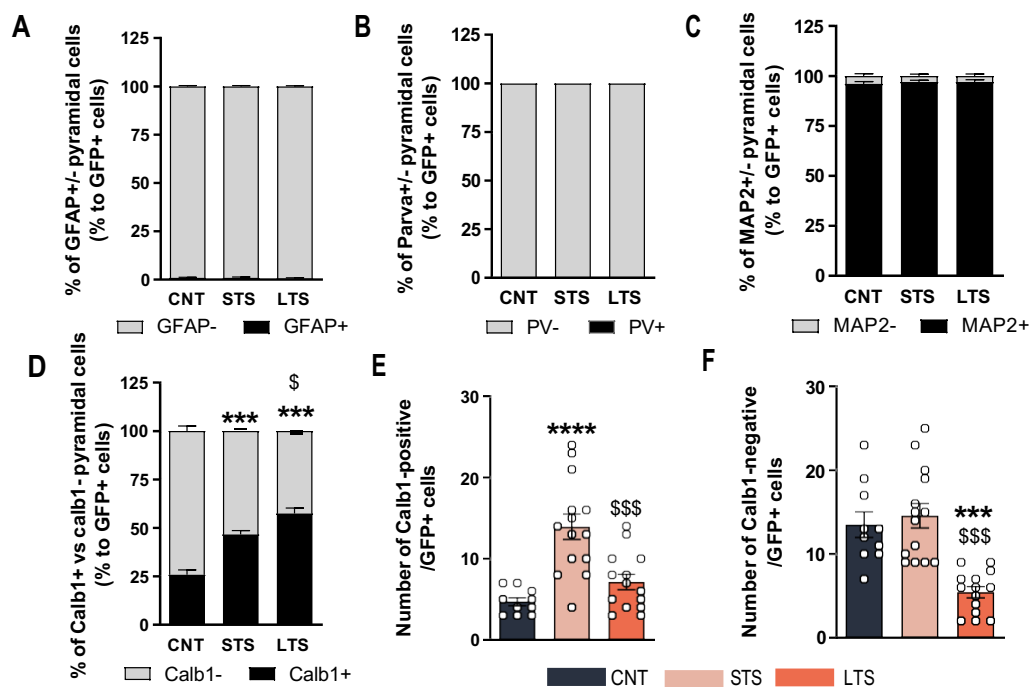 A
% of GFAP+/- pyramidal cells
(% to GFP+ cells)
125
100
75
50
25
0
CNT STS LTS
GFAP- GFAP+
B
% of Parva+/- pyramidal cells
(% to GFP+ cells)
125
100
75
50
25
0
CNT STS LTS
PV- PV+
C
% of MAP2+/- pyramidal cells
(% to GFP+ cells)
125
100
75
50
25
0
CNT STS LTS
MAP2- MAP2+
D
% of Calb1+ vs calb1- pyramidal cells
(% to GFP+ cells)
125
100
75
50
25
0
$
*** ***
CNT STS LTS
Calb1- Calb1+
E
Number of Calb1-positive
/GFP+ cells
30
20
10
0
****
$$$
F
Number of Calb1-negative
/GFP+ cells
30
20
10
0
***
$$$
CNT STS LTS